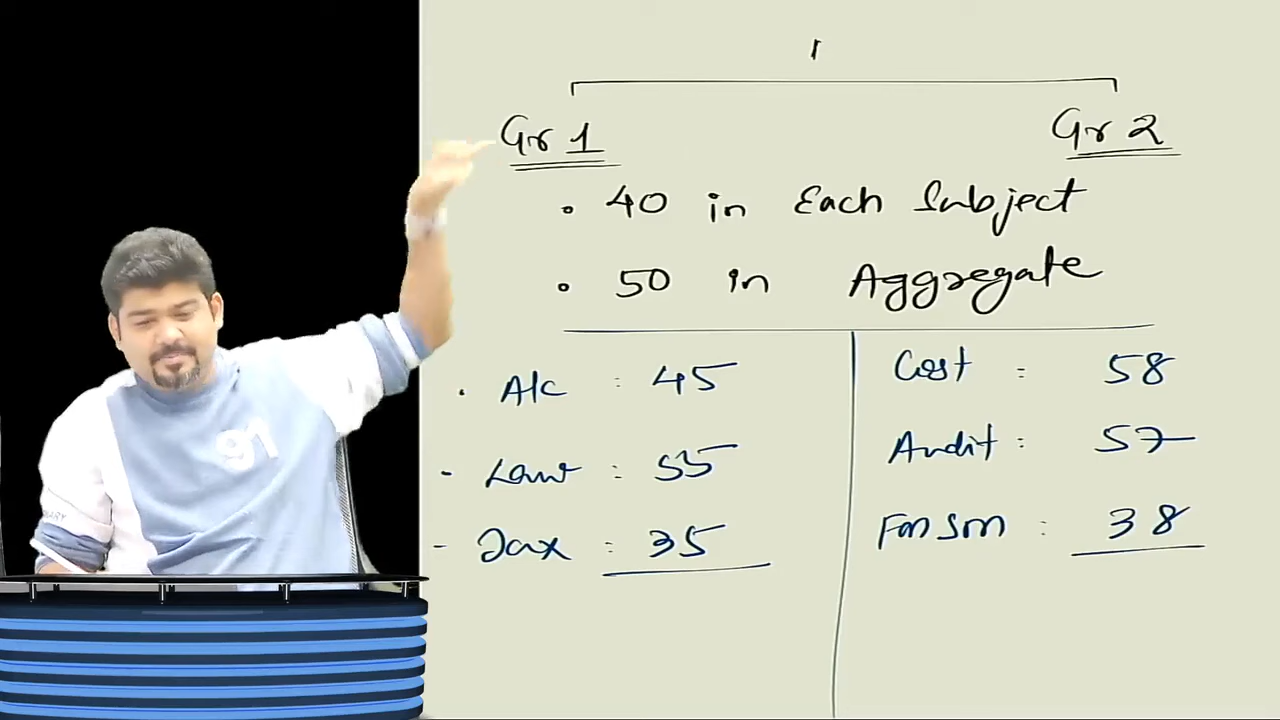 Gr 1
Gr 2
• 40 in Each Subject
• 50 in Aggregate
• A/c : 45
- Law : 55
- Tax : 35
Cost : 58
Audit : 57
Fm Sm : 38
91